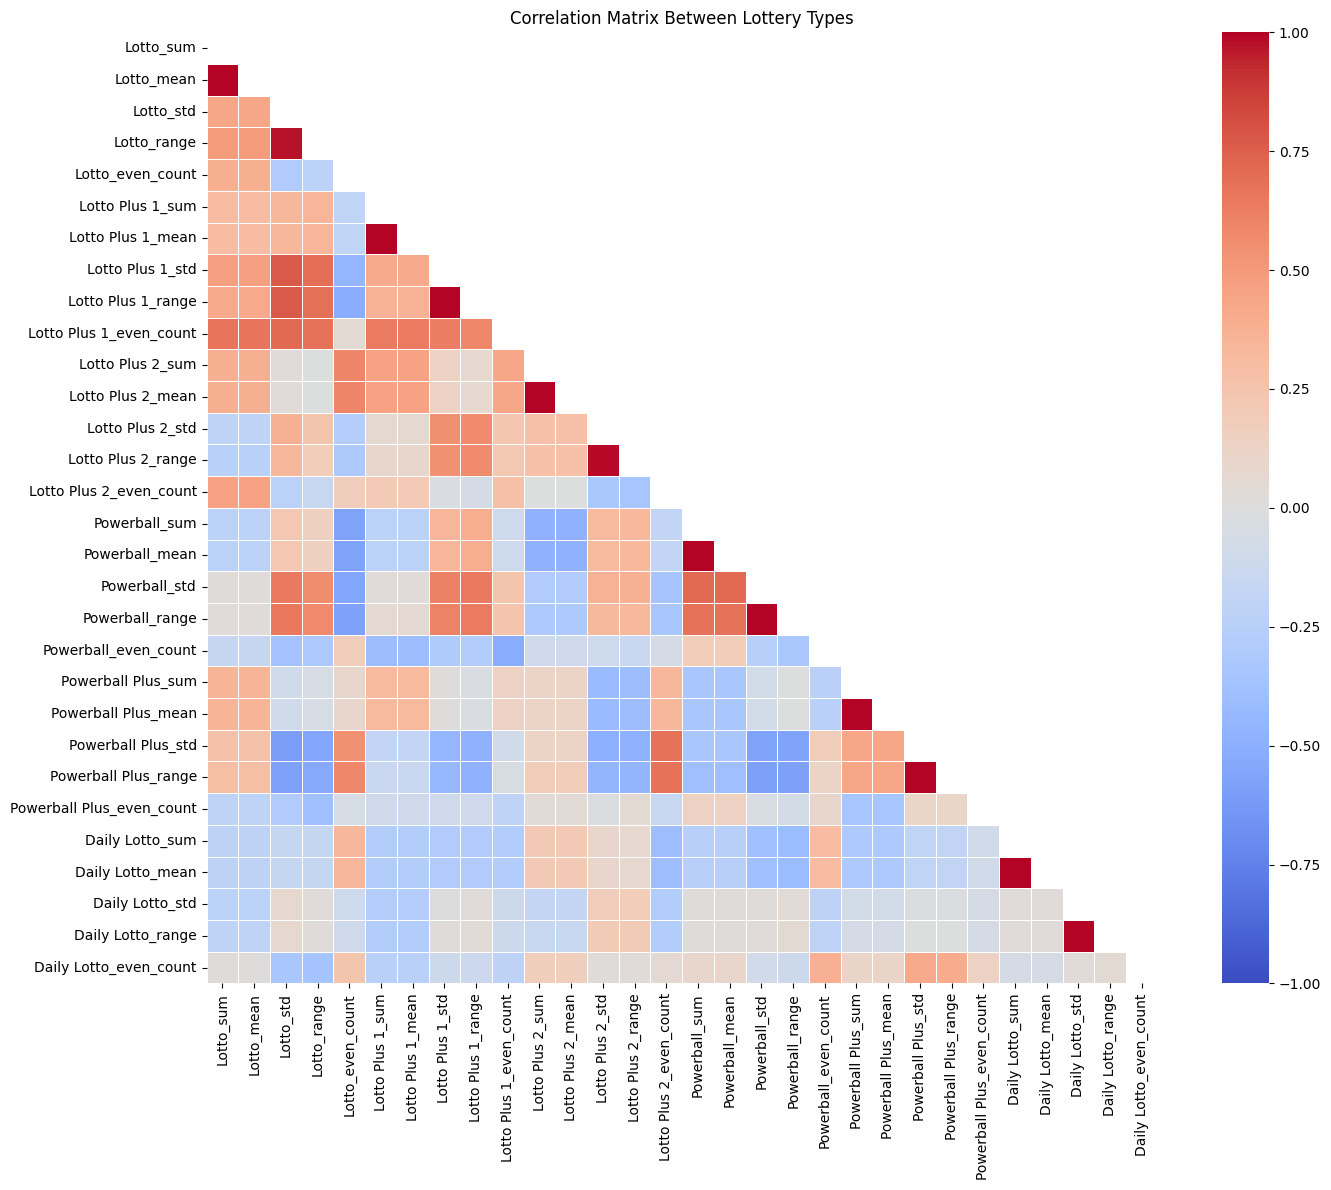 Correlation Matrix Between Lottery Types
Lotto_sum
Lotto_mean
Lotto_std
Lotto_range
Lotto_even_count
Lotto Plus 1_sum
Lotto Plus 1_mean
Lotto Plus 1_std
Lotto Plus 1_range
Lotto Plus 1_even_count
Lotto Plus 2_sum
Lotto Plus 2_mean
Lotto Plus 2_std
Lotto Plus 2_range
Lotto Plus 2_even_count
Powerball_sum
Powerball_mean
Powerball_std
Powerball_range
Powerball_even_count
Powerball Plus_sum
Powerball Plus_mean
Powerball Plus_std
Powerball Plus_range
Powerball Plus_even_count
Daily Lotto_sum
Daily Lotto_mean
Daily Lotto_std
Daily Lotto_range
Daily Lotto_even_count
Lotto_sum
Lotto_mean
Lotto_std
Lotto_range
Lotto_even_count
Lotto Plus 1_sum
Lotto Plus 1_mean
Lotto Plus 1_std
Lotto Plus 1_range
Lotto Plus 1_even_count
Lotto Plus 2_sum
Lotto Plus 2_mean
Lotto Plus 2_std
Lotto Plus 2_range
Lotto Plus 2_even_count
Powerball_sum
Powerball_mean
Powerball_std
Powerball_range
Powerball_even_count
Powerball Plus_sum
Powerball Plus_mean
Powerball Plus_std
Powerball Plus_range
Powerball Plus_even_count
Daily Lotto_sum
Daily Lotto_mean
Daily Lotto_std
Daily Lotto_range
Daily Lotto_even_count
1.00
0.75
0.50
0.25
0.00
−0.25
−0.50
−0.75
−1.00